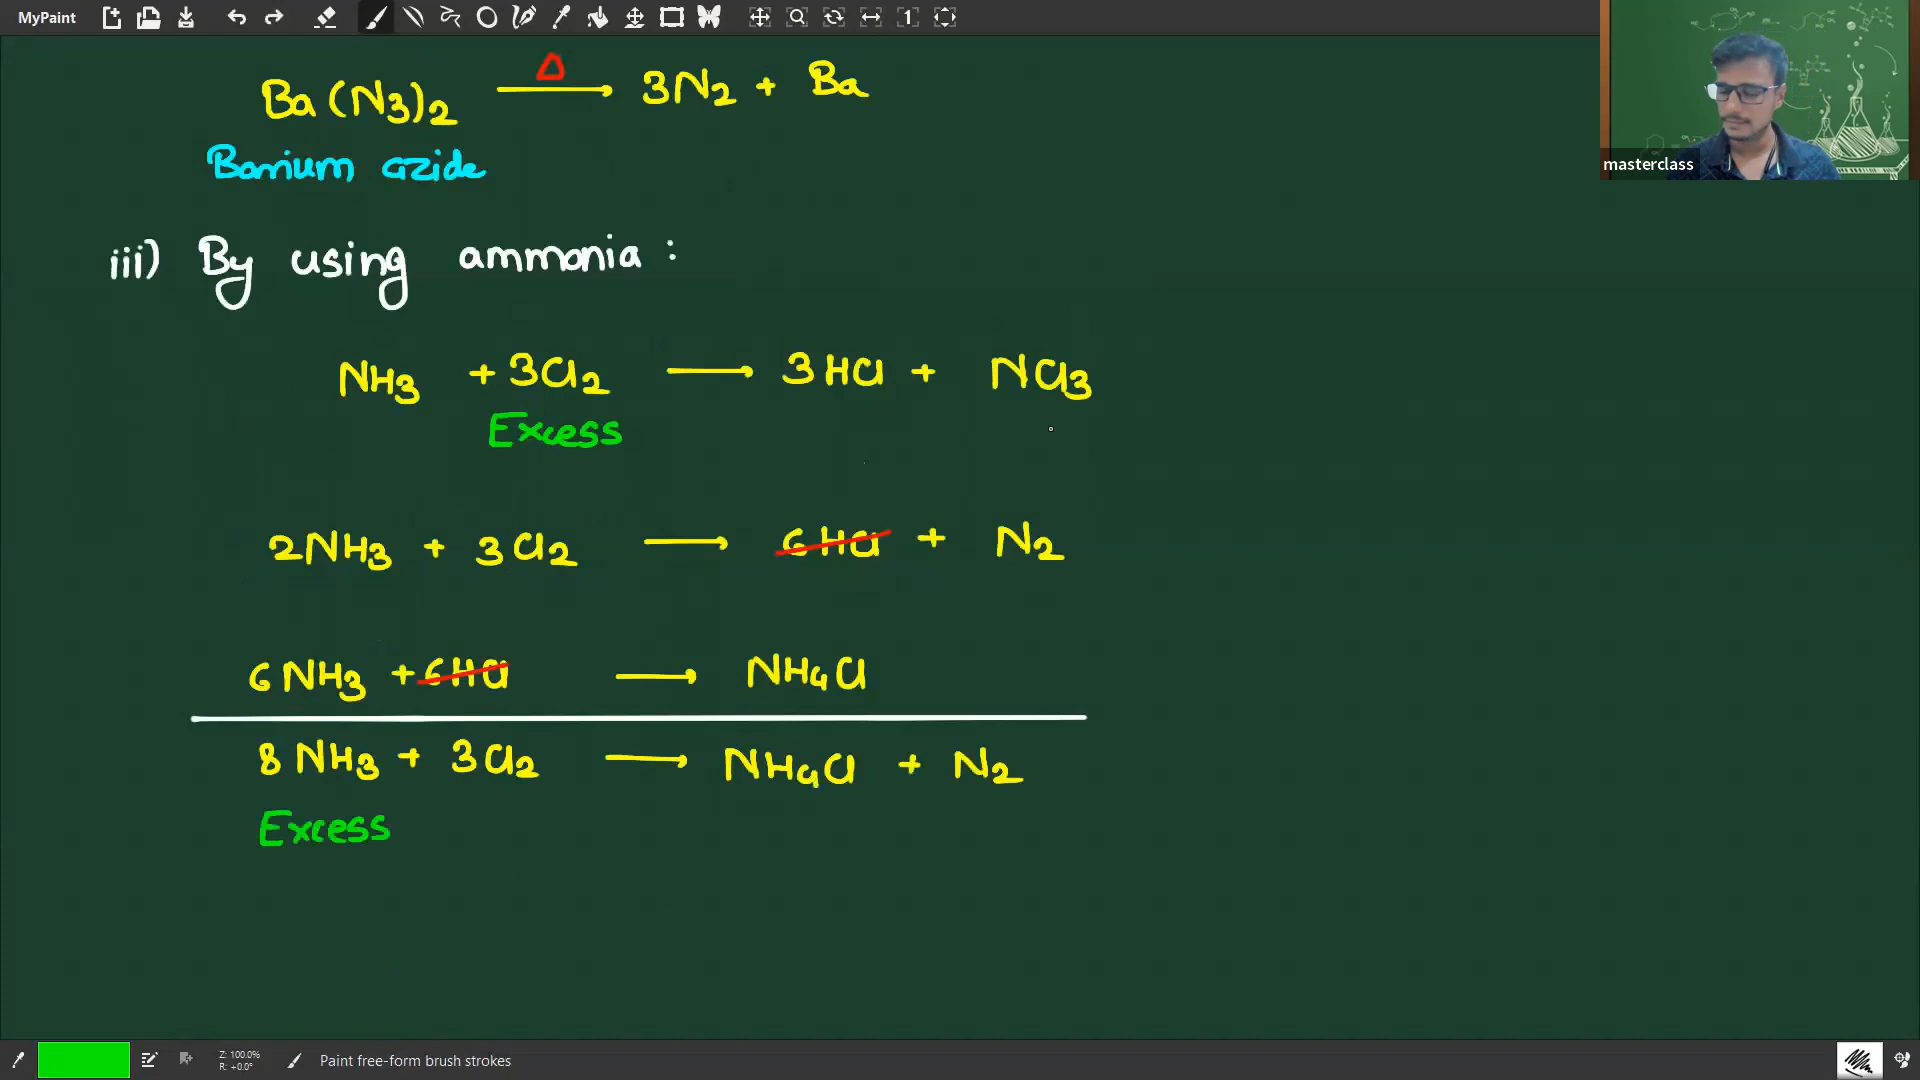 MyPaint
Ba(N3)2 Δ → 3N2 + Ba
Barium azide
masterclass
iii) By using ammonia :
NH3 + 3Cl2 → 3HCl + NCl3
Excess
2NH3 + 3Cl2 → 6HCl + N2
6NH3 + 6HCl → NH4Cl
8NH3 + 3Cl2 → NH4Cl + N2
Excess
Z: 100.0%
R: +0.0°
Paint free-form brush strokes